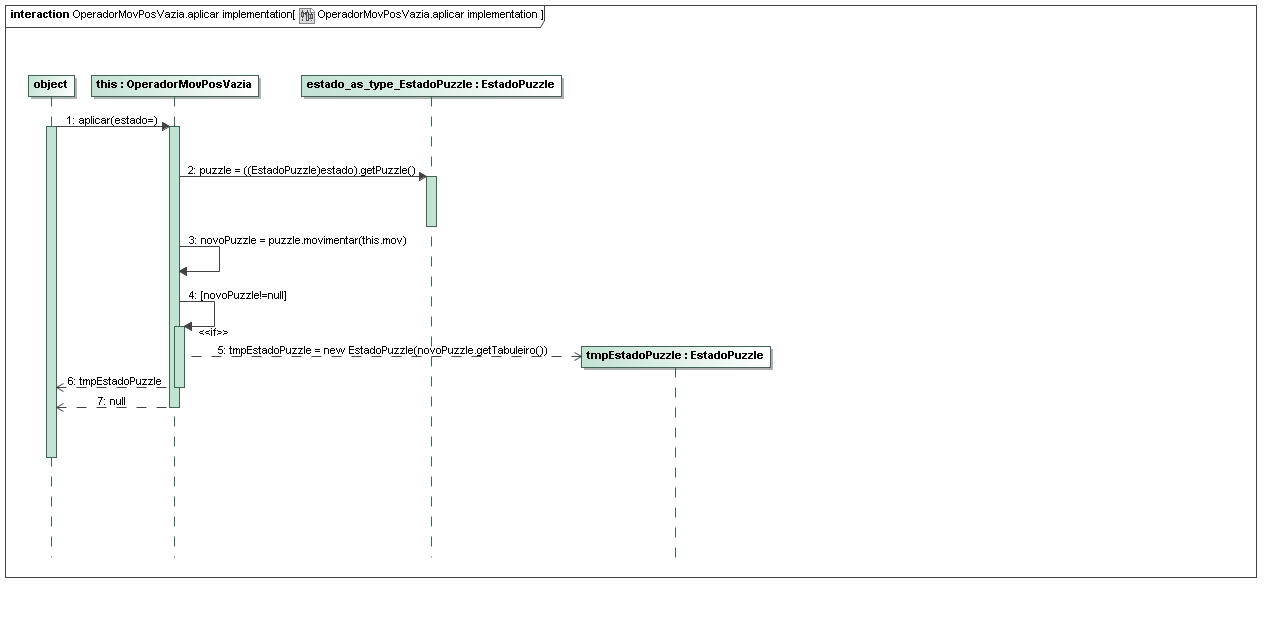 interaction OperadorMovPosVazia.aplicar implementation[ OperadorMovPosVazia.aplicar implementation ]
object
this : OperadorMovPosVazia
estado_as_type_EstadoPuzzle : EstadoPuzzle
1: aplicar(estado=)
2: puzzle = ((EstadoPuzzle)estado).getPuzzle()
3: novoPuzzle = puzzle.movimentar(this.mov)
4: [novoPuzzle!=null]
<<if>>
5: tmpEstadoPuzzle = new EstadoPuzzle(novoPuzzle.getTabuleiro())
tmpEstadoPuzzle : EstadoPuzzle
6: tmpEstadoPuzzle
7: null